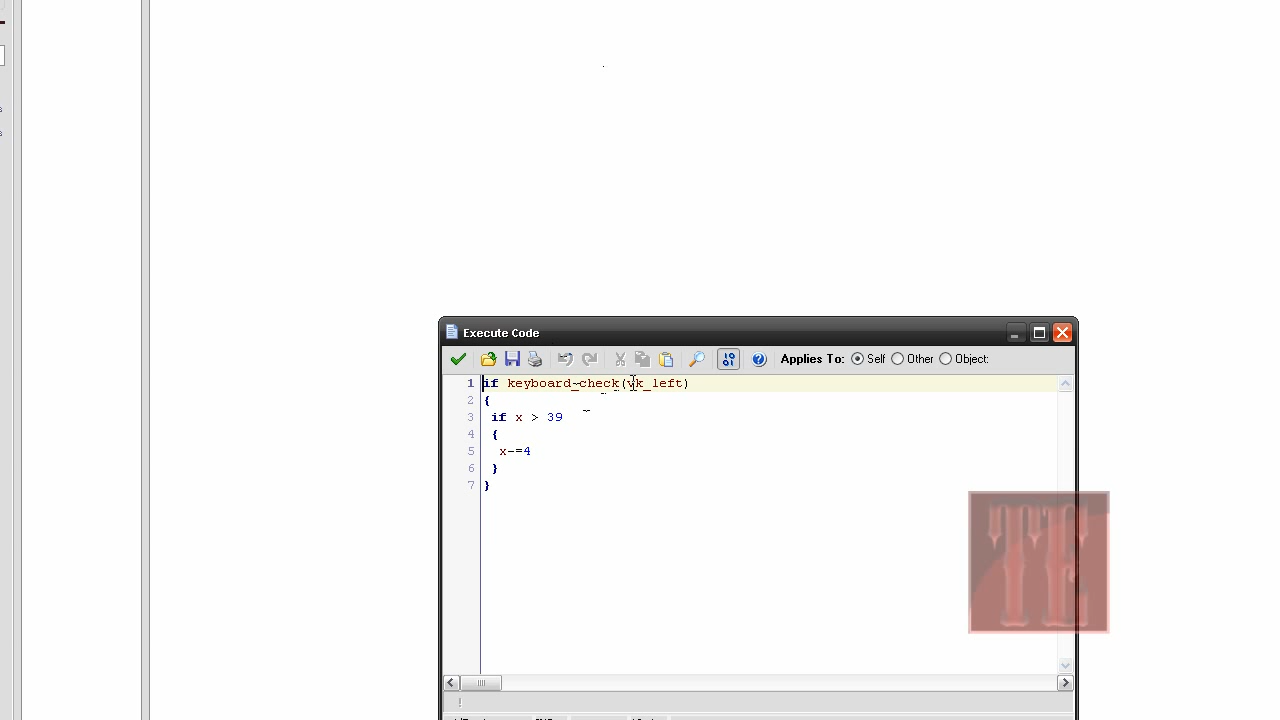 Execute Code
Applies To: Self Other Object:
1 if keyboard_check(vk_left)
2 {
3 if x > 39
4 {
5 x-=4
6 }
7 }
TE